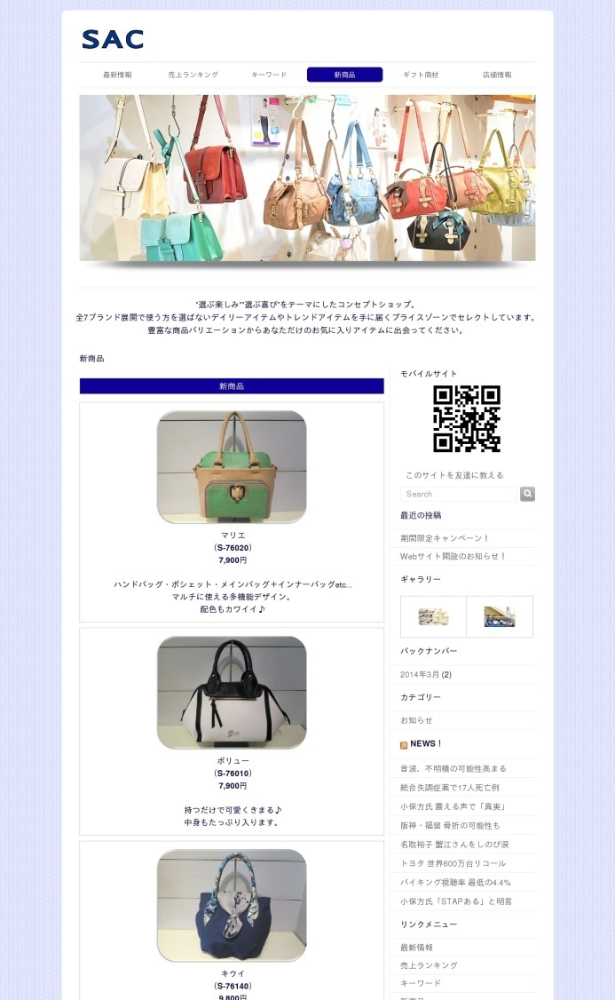 SAC
最新情報
売上ランキング
キーワード
新商品
ギフト商材
店舗情報
"選ぶ楽しみ""選ぶ喜び"をテーマにしたコンセプトショップ。
全7ブランド展開で使う方を選ばないデイリーアイテムやトレンドアイテムを手に届くプライスゾーンでセレクトしています。
豊富な商品バリエーションからあなただけのお気に入りアイテムに出会ってください。
新商品
新商品
マリエ
（S-76020）
7,900円
ハンドバッグ・ポシェット・メインバッグ＋インナーバッグetc...
マルチに使える多機能デザイン。
配色もカワイイ♪
ボリュー
（S-76010）
7,900円
持つだけで可愛くきまる♪
中身もたっぷり入ります。
キウイ
（S-76140）
9,800円
モバイルサイト
このサイトを友達に教える
Search
最近の投稿
期間限定キャンペーン！
Webサイト開設のお知らせ！
ギャラリー
バックナンバー
2014年3月 (2)
カテゴリー
お知らせ
NEWS！
音波、不明機の可能性高まる
統合失調症薬で17人死亡例
小保方氏 震える声で「真実」
阪神・福留 骨折の可能性も
名取裕子 蟹江さんをしのび涙
トヨタ 世界600万台リコール
バイキング視聴率 最低の4.4%
小保方氏「STAPある」と明言
リンクメニュー
最新情報
売上ランキング
キーワード